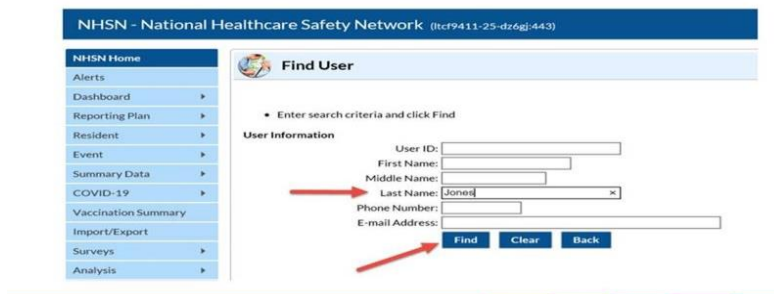 NHSN - National Healthcare Safety Network (ltcf9411-25-dz6gj:443)
NHSN Home
Alerts
Dashboard
Reporting Plan
Resident
Event
Summary Data
COVID-19
Vaccination Summary
Import/Export
Surveys
Analysis
Find User
• Enter search criteria and click Find
User Information
User ID:
First Name:
Middle Name:
Last Name: Jones ×
Phone Number:
E-mail Address:
Find Clear Back